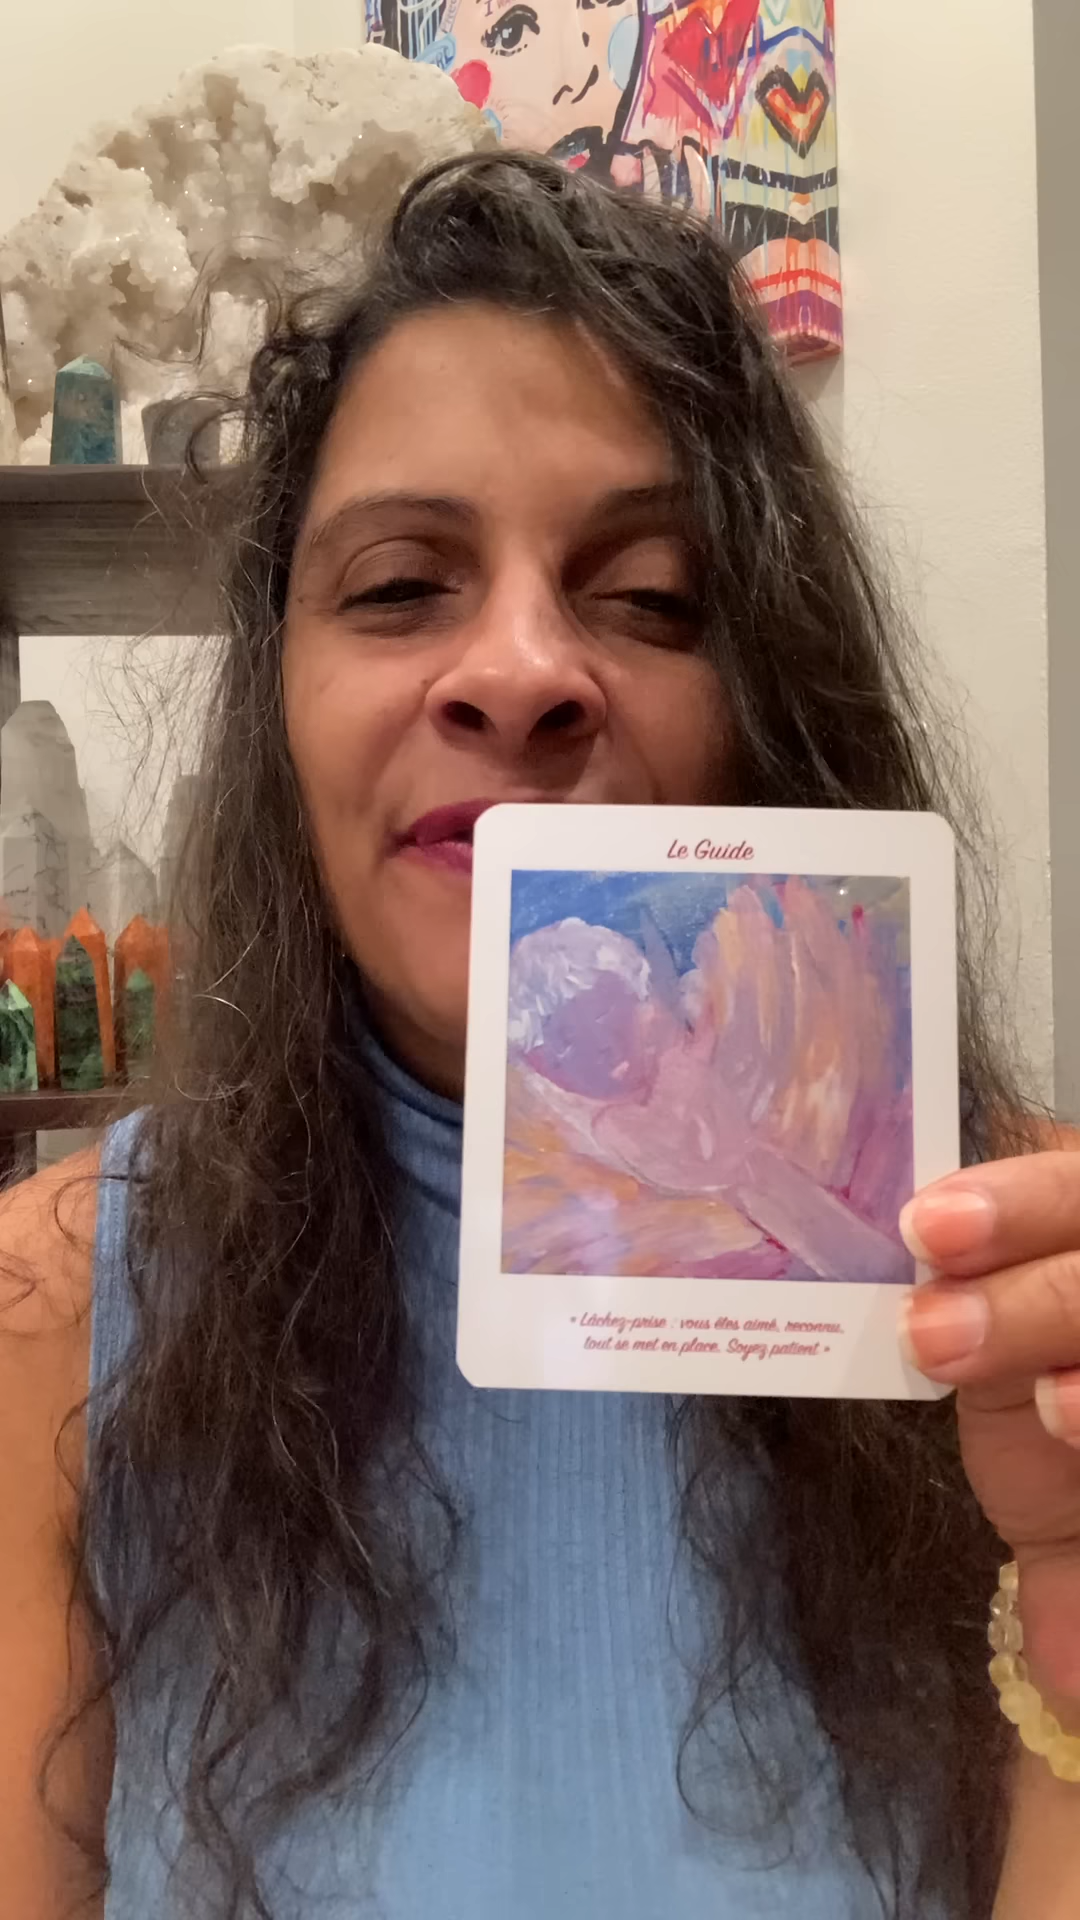 Le Guide
« Lâchez-prise : vous êtes aimé, reconnu,
tout se met en place. Soyez patient »